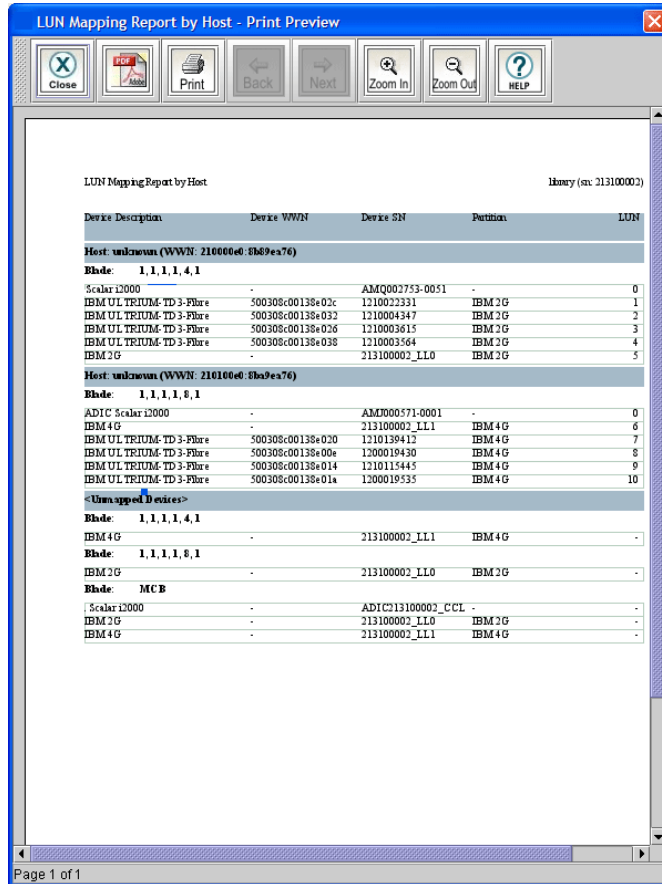 LUN Mapping Report by Host - Print Preview
Close PDF Adobe Print Back Next Zoom In Zoom Out HELP
LUN Mapping Report by Host library (sn: 213100002)
Device Description Device WWN Device SN Partition LUN
Host: unknown (WWN: 210000e0:8b89ea76)
Blade: 1,1,1,1,4,1
Scalar i2000 - AMQ002753-0051 - 0
IBM ULTRIUM-TD3-Fibre 500308c00138e02c 1210022331 IBM2G 1
IBM ULTRIUM-TD3-Fibre 500308c00138e032 1210004347 IBM2G 2
IBM ULTRIUM-TD3-Fibre 500308c00138e026 1210003615 IBM2G 3
IBM ULTRIUM-TD3-Fibre 500308c00138e038 1210003564 IBM2G 4
IBM2G - 213100002_LL0 IBM2G 5
Host: unknown (WWN: 210100e0:8ba9ea76)
Blade: 1,1,1,1,8,1
ADIC Scalar i2000 - AMJ000571-0001 - 0
IBM4G - 213100002_LL1 IBM4G 6
IBM ULTRIUM-TD3-Fibre 500308c00138e020 1210139412 IBM4G 7
IBM ULTRIUM-TD3-Fibre 500308c00138e00e 1200019430 IBM4G 8
IBM ULTRIUM-TD3-Fibre 500308c00138e014 1210115445 IBM4G 9
IBM ULTRIUM-TD3-Fibre 500308c00138e01a 1200019535 IBM4G 10
<Unmapped Devices>
Blade: 1,1,1,1,4,1
IBM4G - 213100002_LL1 IBM4G -
Blade: 1,1,1,1,8,1
IBM2G - 213100002_LL0 IBM2G -
Blade: MCB
Scalar i2000 - ADIC213100002_CCL - -
IBM2G - 213100002_LL0 IBM2G -
IBM4G - 213100002_LL1 IBM4G -
Page 1 of 1